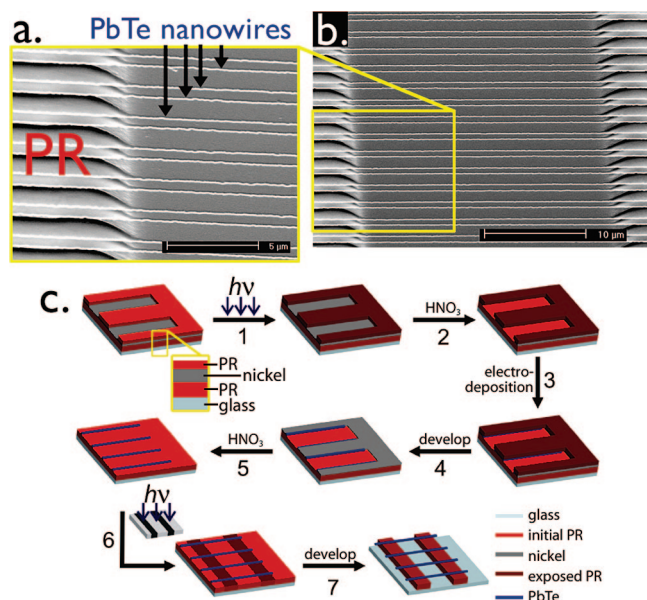 a.
PbTe nanowires
PR
5 μm
b.
10 μm
c.
hν
1
HNO₃
2
PR
nickel
PR
glass
electro-
deposition
3
HNO₃
5
develop
4
hν
6
develop
7
glass
initial PR
nickel
exposed PR
PbTe